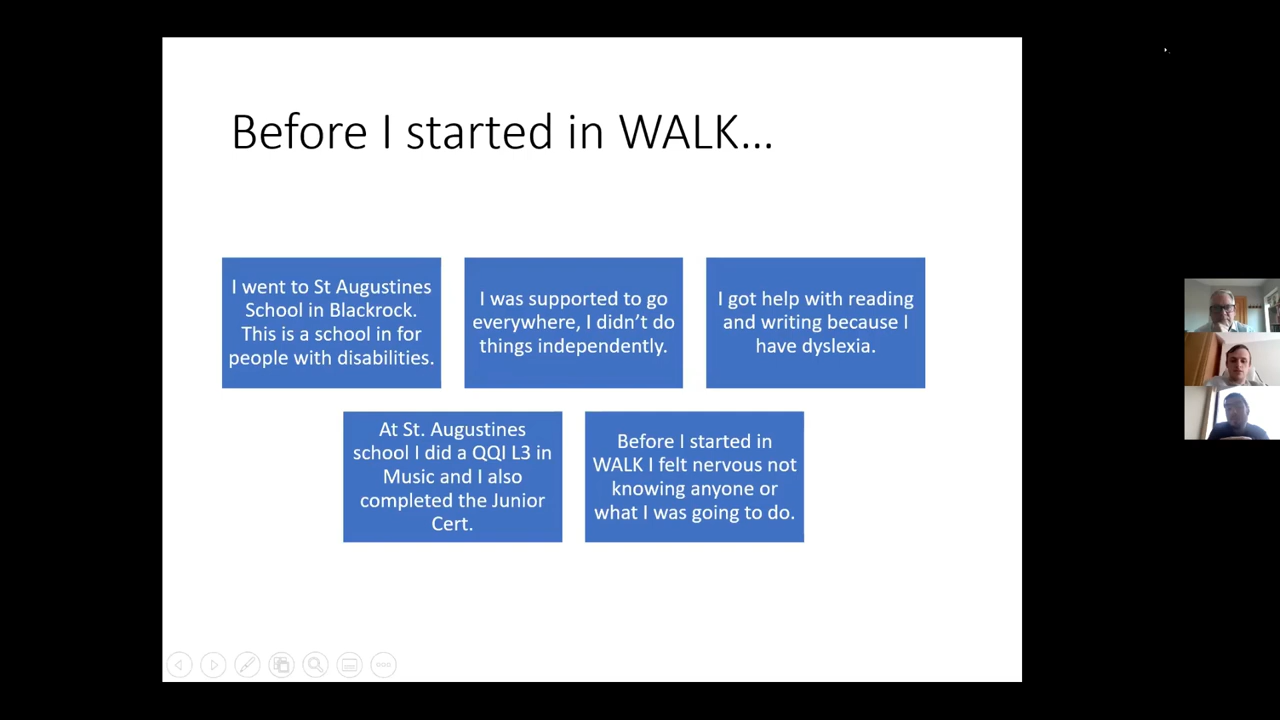 Before I started in WALK...
I went to St Augustines
School in Blackrock.
This is a school in for
people with disabilities.
I was supported to go
everywhere, I didn’t do
things independently.
I got help with reading
and writing because I
have dyslexia.
At St. Augustines
school I did a QQI L3 in
Music and I also
completed the Junior
Cert.
Before I started in
WALK I felt nervous not
knowing anyone or
what I was going to do.